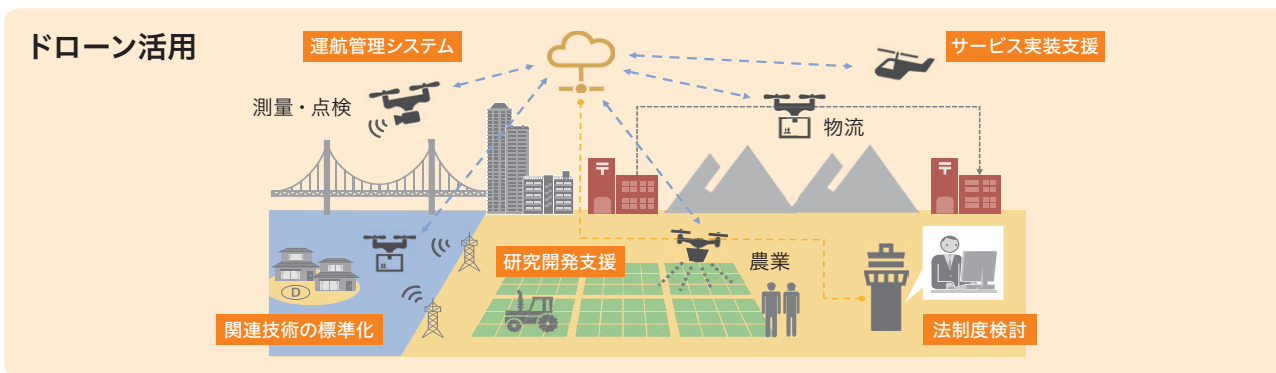 ドローン活用
運航管理システム
サービス実装支援
測量・点検
物流
〒
〒
研究開発支援
農業
D
関連技術の標準化
法制度検討